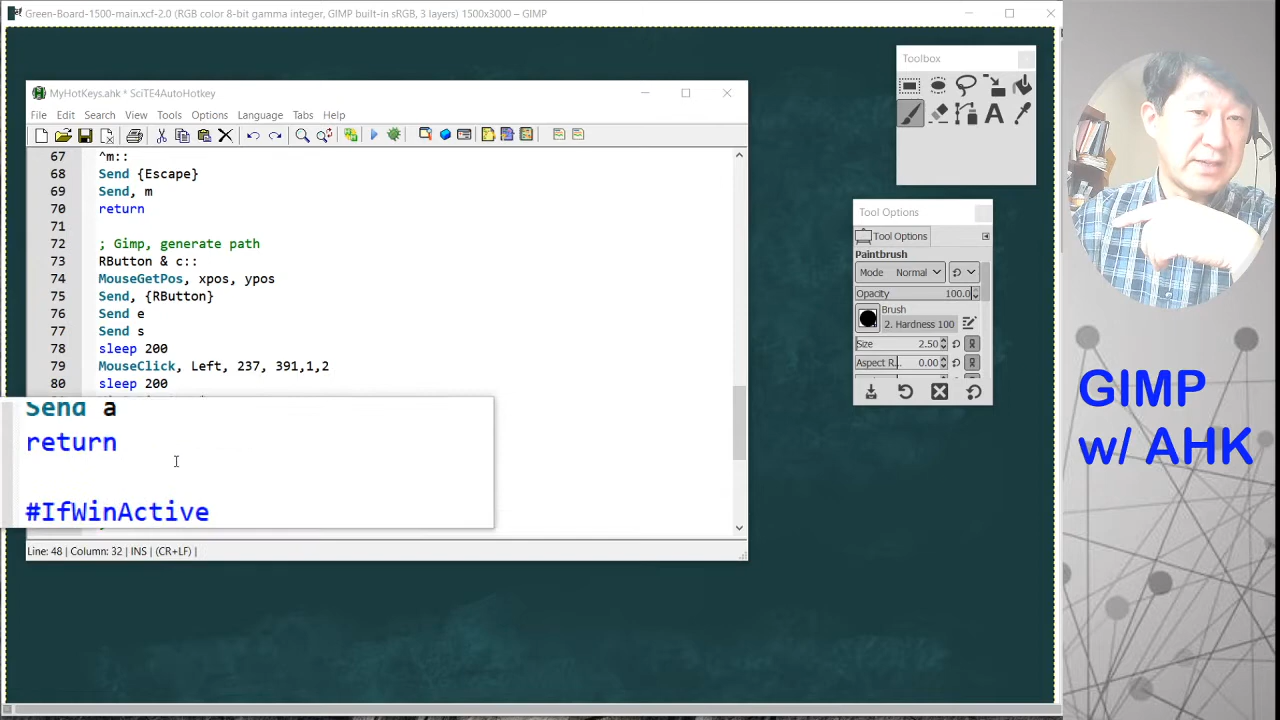 Green-Board-1500-main.xcf-2.0 (RGB color 8-bit gamma integer, GIMP built-in sRGB, 3 layers) 1500x3000 – GIMP
Toolbox
MyHotKeys.ahk * SciTE4AutoHotkey
File Edit Search View Tools Options Language Tabs Help
67 ^m::
68 Send {Escape}
69 Send, m
70 return
71
72 ; Gimp, generate path
73 RButton & c::
74 MouseGetPos, xpos, ypos
75 Send, {RButton}
76 Send e
77 Send s
78 sleep 200
79 MouseClick, Left, 237, 391,1,2
80 sleep 200
Send a
return
#IfWinActive
Line: 48 | Column: 32 | INS | (CR+LF) |
Tool Options
Tool Options
Paintbrush
Mode Normal
Opacity 100.0
Brush
2. Hardness 100
Size 2.50
Aspect R... 0.00
GIMP
w/ AHK